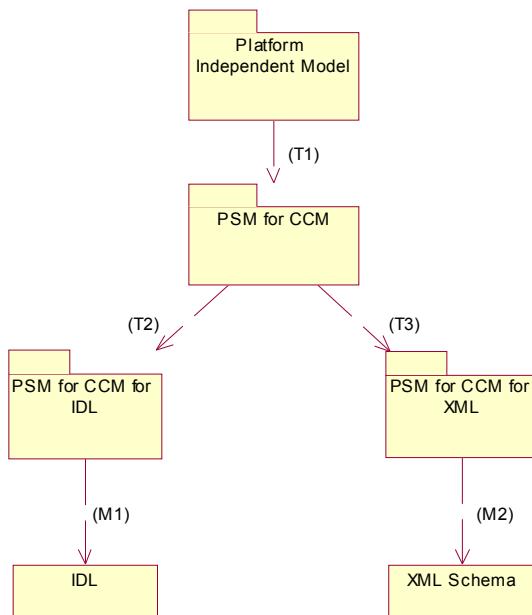 Platform
Independent Model
(T1)
PSM for CCM
(T2)
(T3)
PSM for CCM for
IDL
PSM for CCM for
XML
(M1)
(M2)
IDL
XML Schema